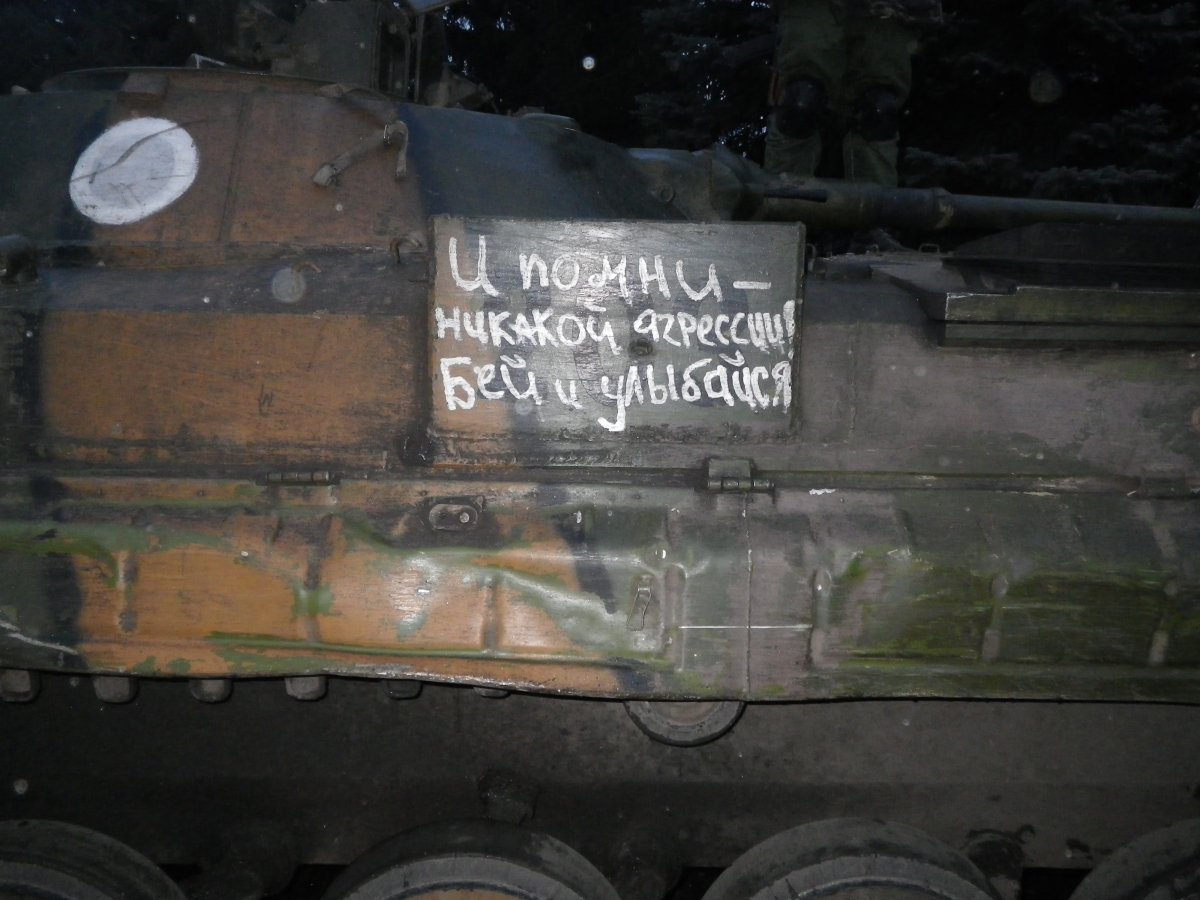 И помни –
никакой агрессии!
Бей и улыбайся